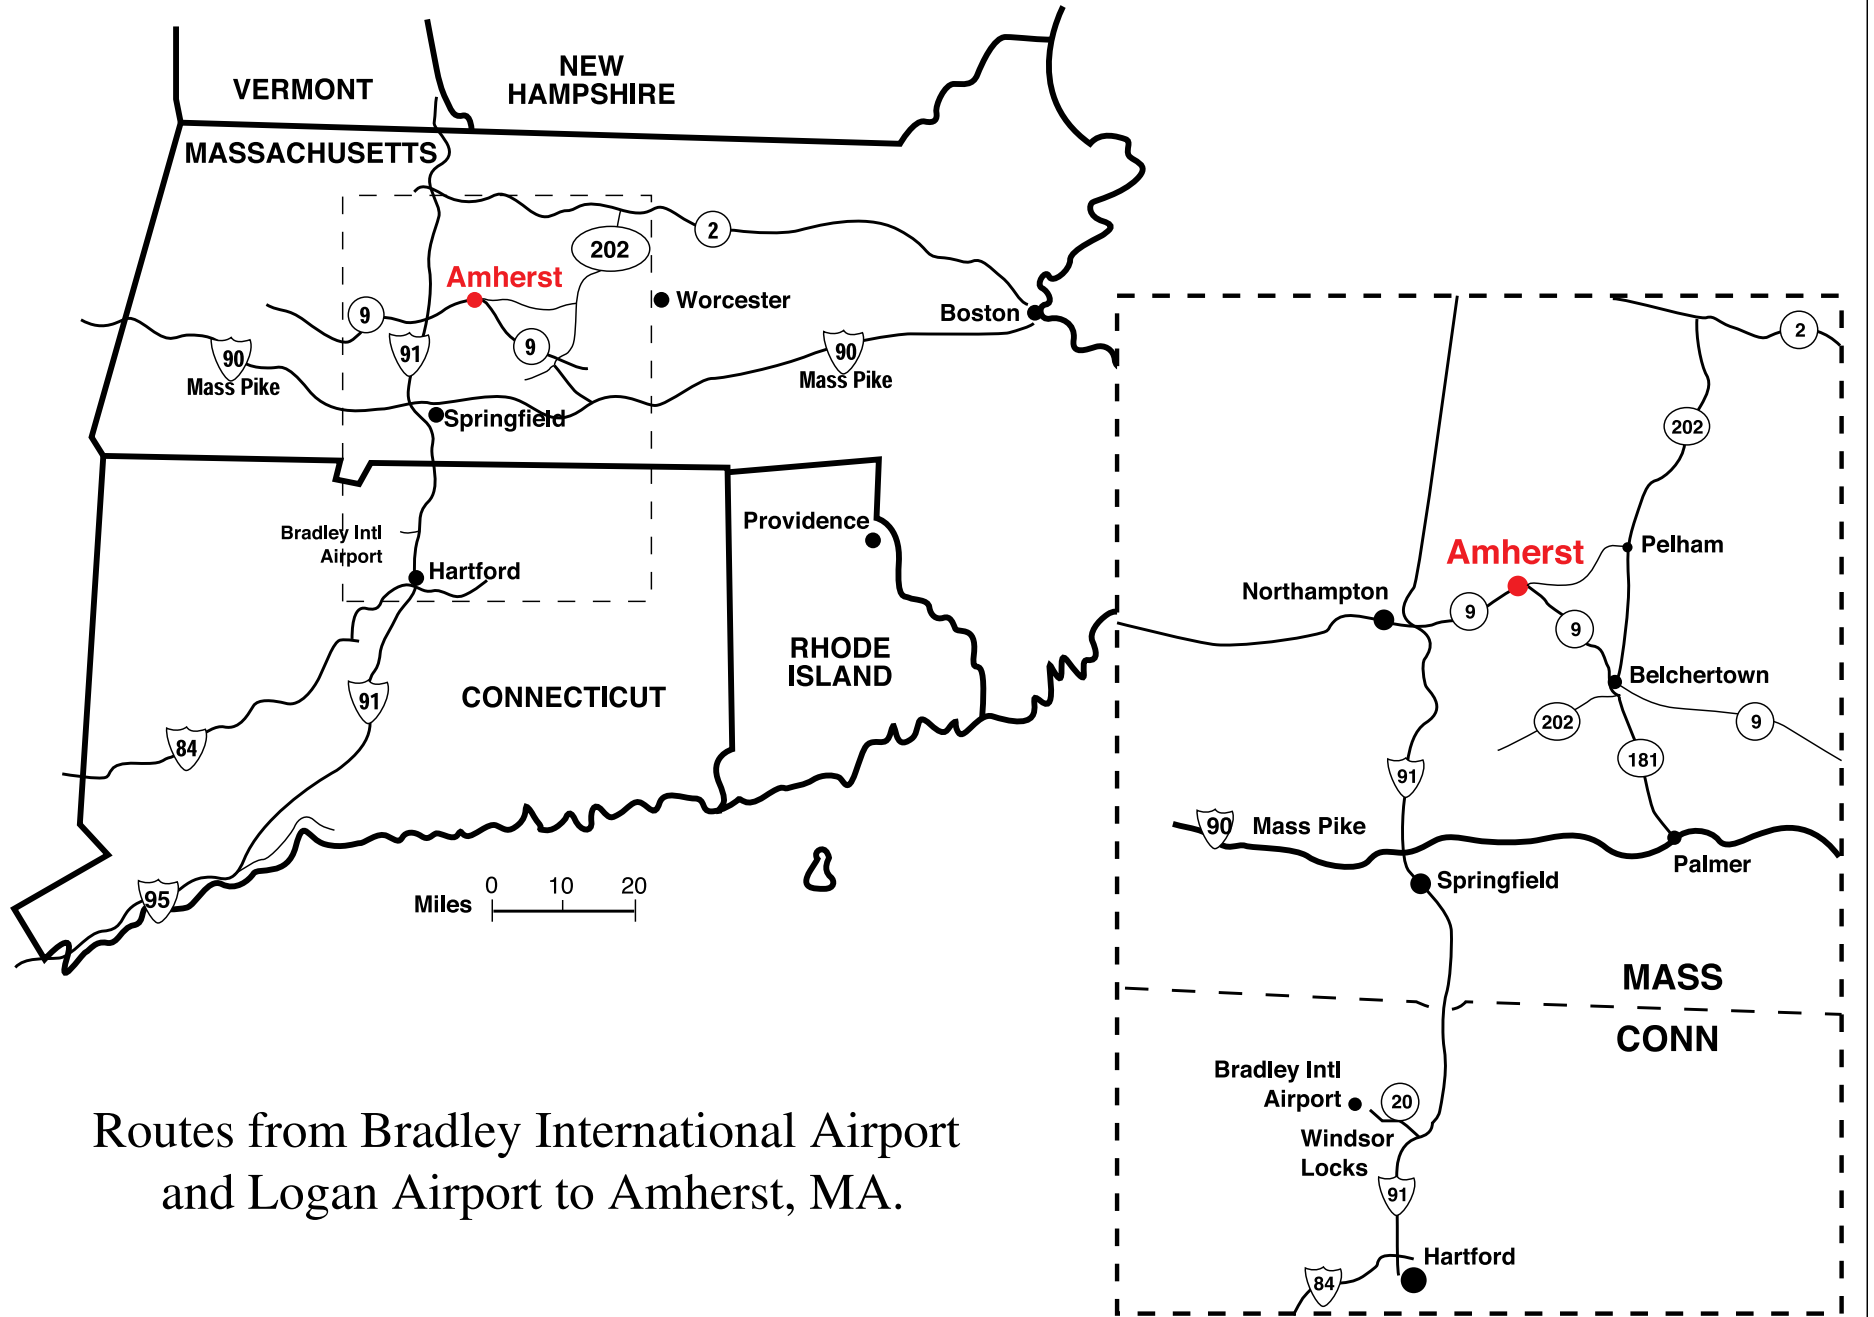 VERMONT
NEW
HAMPSHIRE
MASSACHUSETTS
2
202
Amherst
Worcester
9
Boston
91
9
90
Mass Pike
90
Mass Pike
Springfield
Providence
Bradley Intl
Airport
Hartford
RHODE
ISLAND
CONNECTICUT
91
84
95
Miles
0 10 20
Routes from Bradley International Airport
and Logan Airport to Amherst, MA.
2
202
Pelham
Amherst
Northampton
9
9
Belchertown
202
9
181
91
90
Mass Pike
Palmer
Springfield
MASS
CONN
Bradley Intl
Airport
20
Windsor
Locks
91
Hartford
84